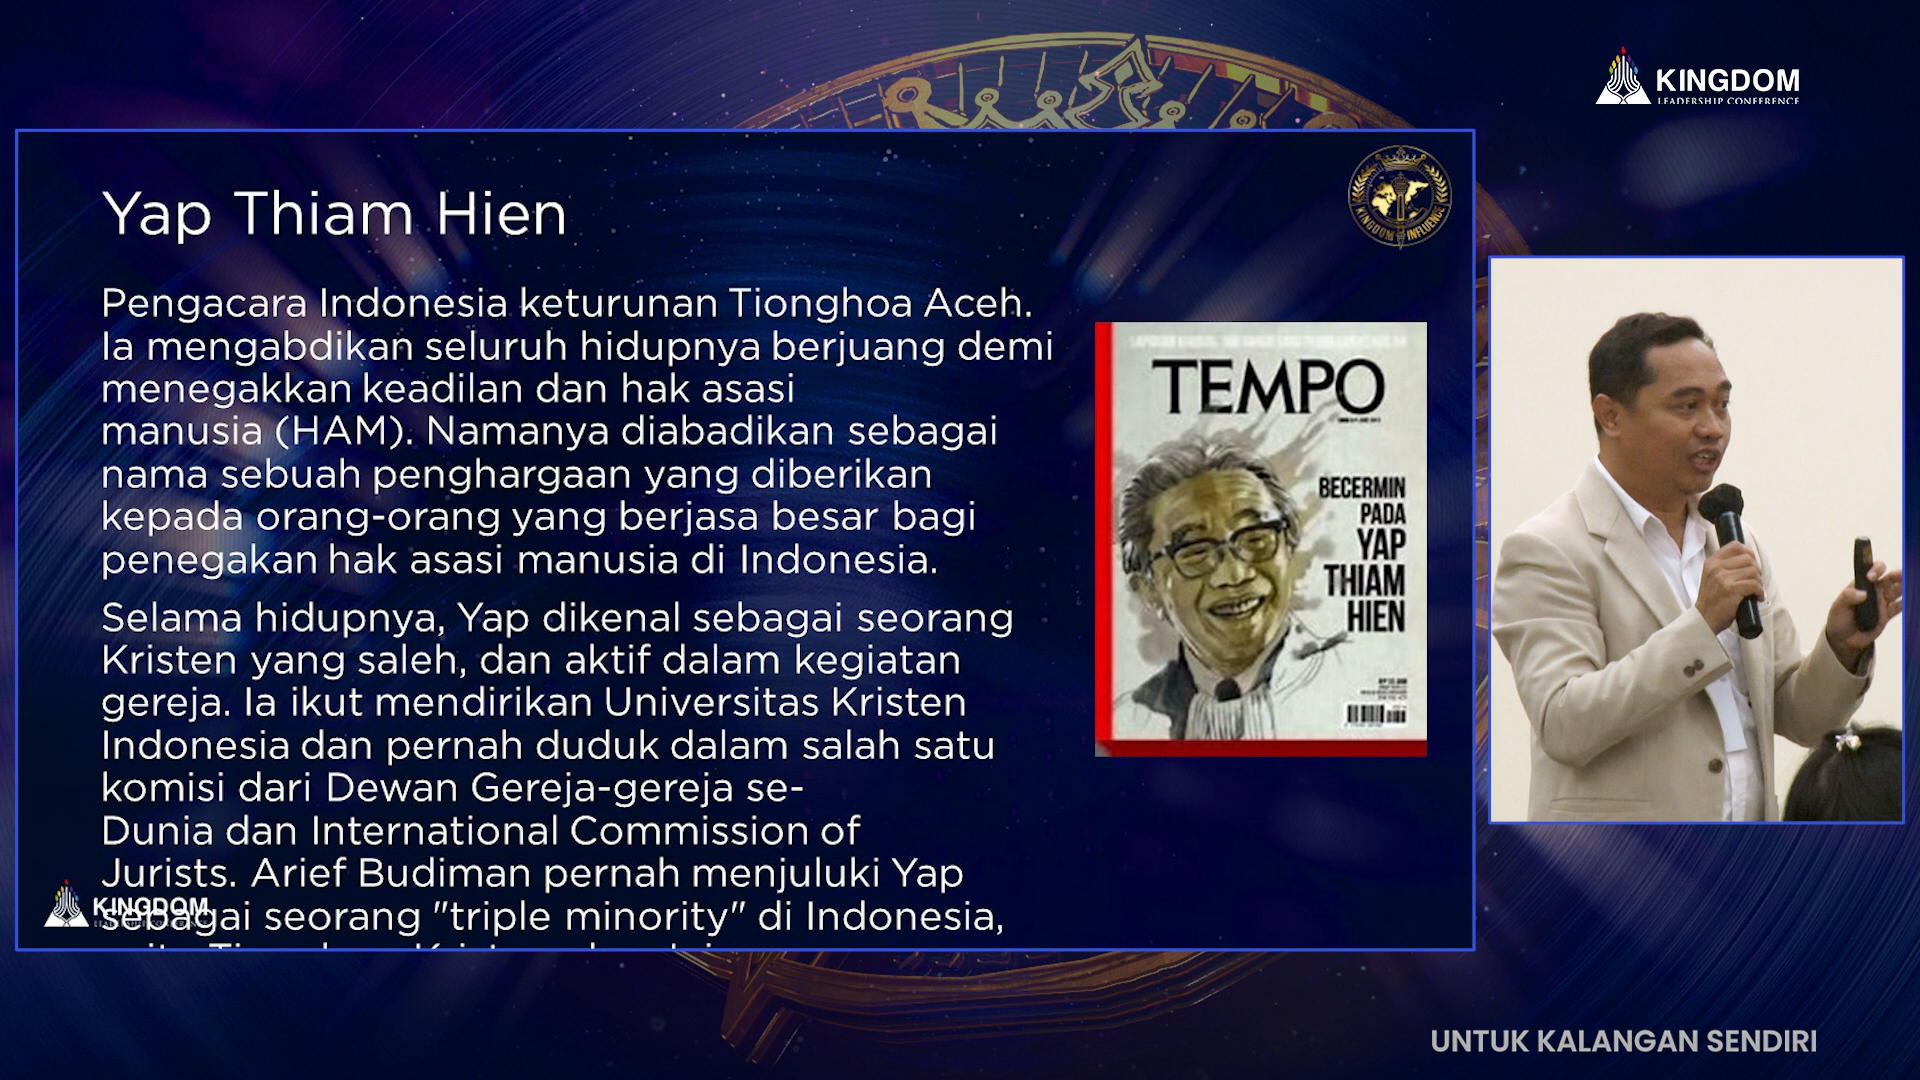 KINGDOM
LEADERSHIP CONFERENCE
Yap Thiam Hien
KINGDOM INFLUENCE
Pengacara Indonesia keturunan Tionghoa Aceh.
Ia mengabdikan seluruh hidupnya berjuang demi
menegakkan keadilan dan hak asasi
manusia (HAM). Namanya diabadikan sebagai
nama sebuah penghargaan yang diberikan
kepada orang-orang yang berjasa besar bagi
penegakan hak asasi manusia di Indonesia.
Selama hidupnya, Yap dikenal sebagai seorang
Kristen yang saleh, dan aktif dalam kegiatan
gereja. Ia ikut mendirikan Universitas Kristen
Indonesia dan pernah duduk dalam salah satu
komisi dari Dewan Gereja-gereja se-
Dunia dan International Commission of
Jurists. Arief Budiman pernah menjuluki Yap
sebagai seorang "triple minority" di Indonesia,
TEMPO
BECERMIN
PADA
YAP
THIAM
HIEN
KINGDOM
UNTUK KALANGAN SENDIRI